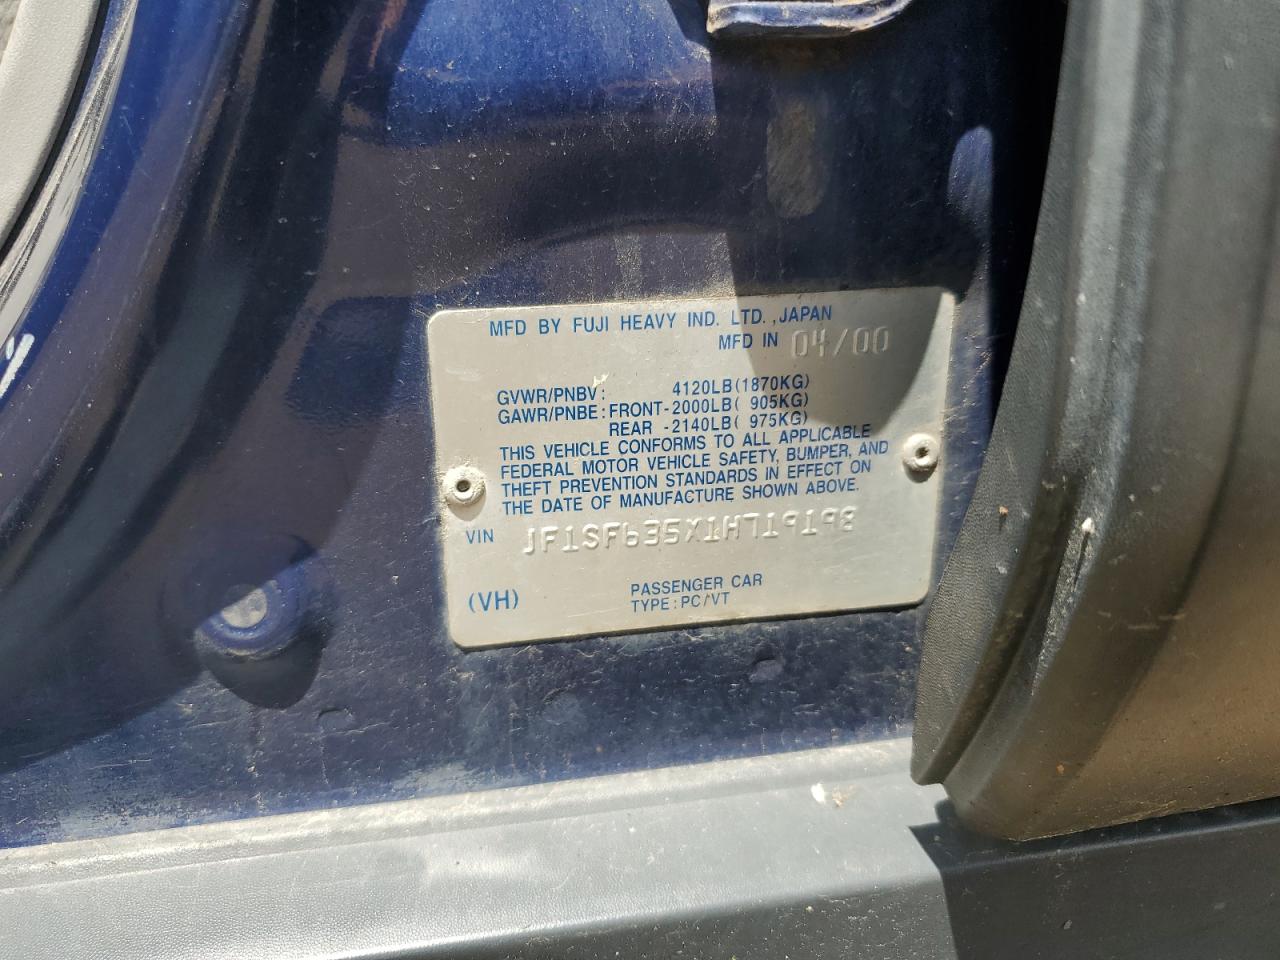 MFD BY FUJI HEAVY IND. LTD., JAPAN
MFD IN 04/00
GVWR/PNBV: 4120LB(1870KG)
GAWR/PNBE: FRONT-2000LB( 905KG)
REAR -2140LB( 975KG)
THIS VEHICLE CONFORMS TO ALL APPLICABLE
FEDERAL MOTOR VEHICLE SAFETY, BUMPER, AND
THEFT PREVENTION STANDARDS IN EFFECT ON
THE DATE OF MANUFACTURE SHOWN ABOVE.
VIN JF1SF635X1H719198
(VH) PASSENGER CAR
TYPE: PC/VT